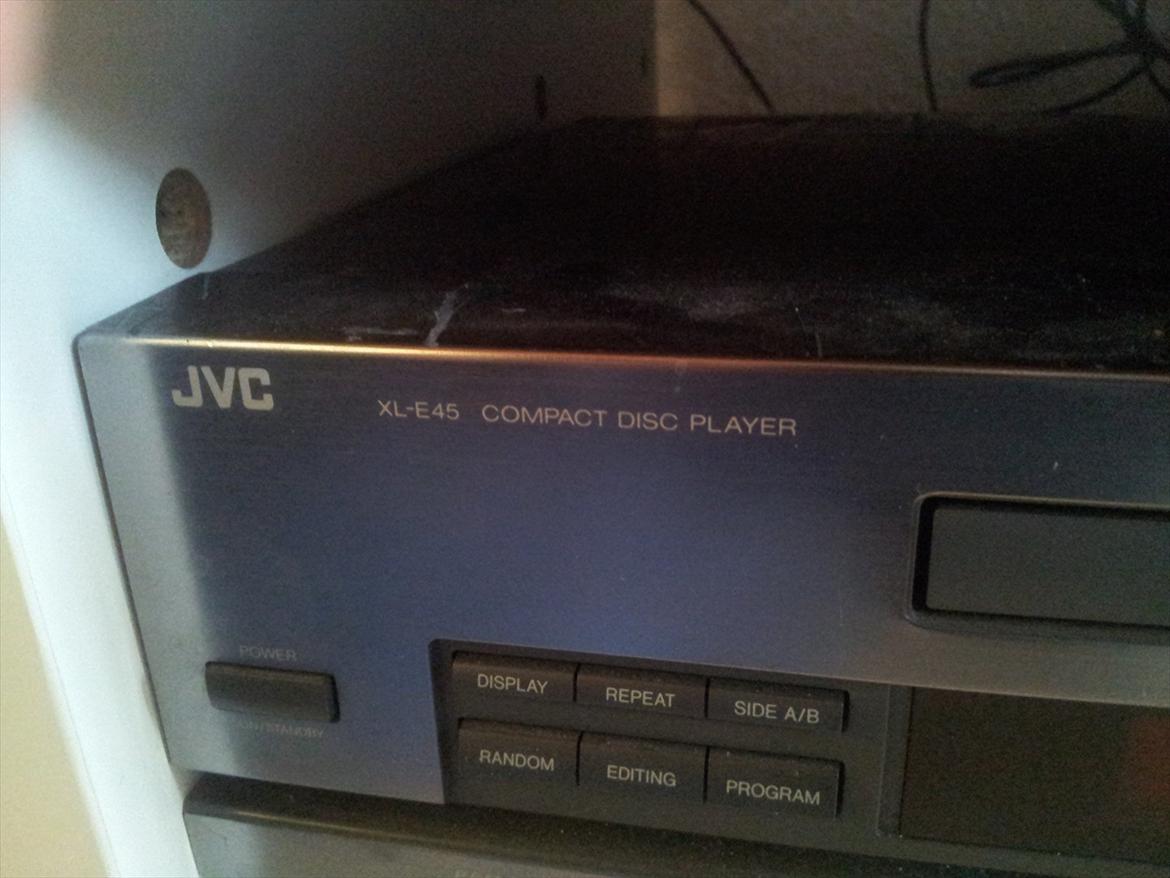 JVC
XL-E45 COMPACT DISC PLAYER
POWER
DISPLAY REPEAT SIDE A/B
RANDOM EDITING PROGRAM